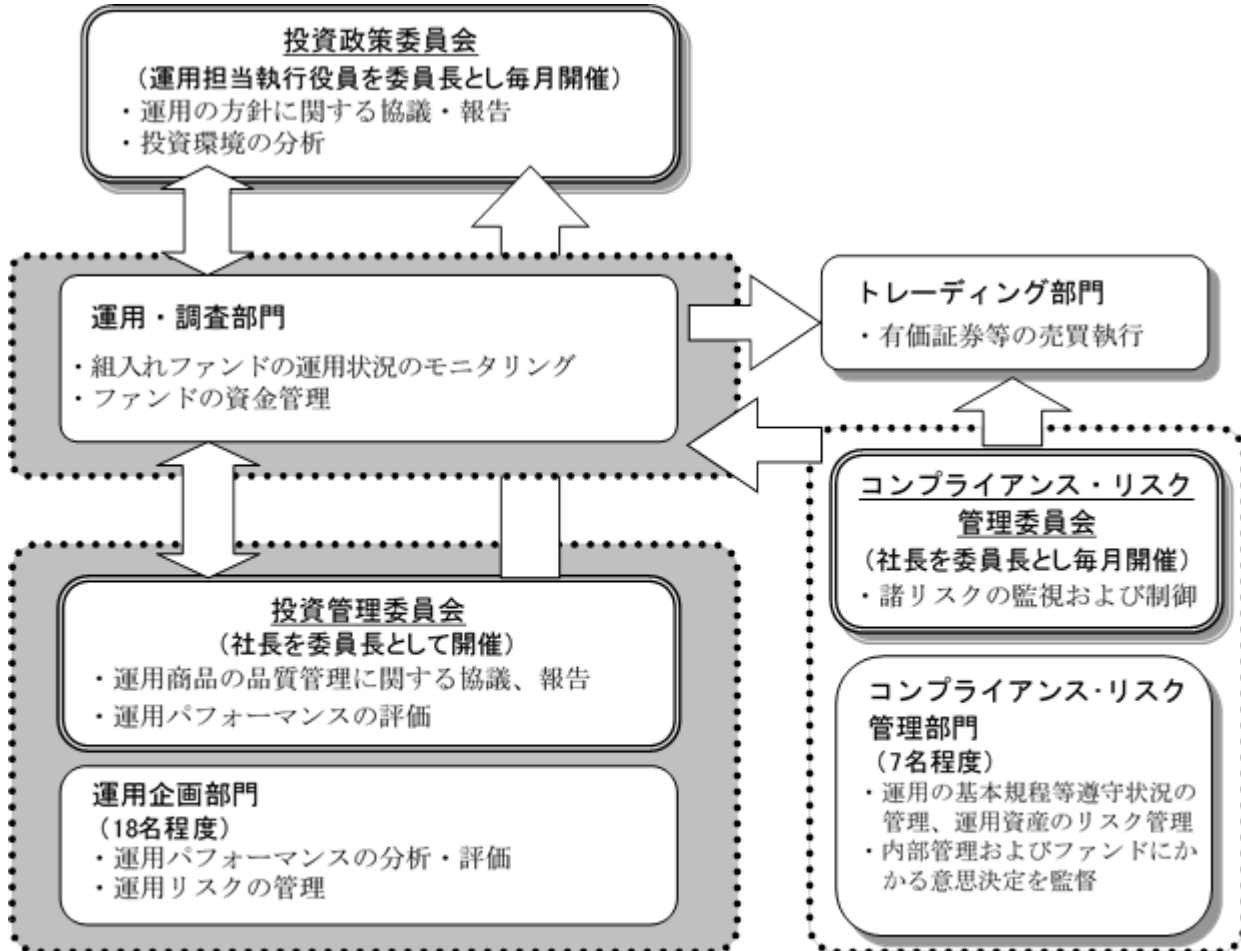 投資政策委員会
（運用担当執行役員を委員長とし毎月開催）
・運用の方針に関する協議・報告
・投資環境の分析
運用・調査部門
・組入れファンドの運用状況のモニタリング
・ファンドの資金管理
トレーディング部門
・有価証券等の売買執行
投資管理委員会
（社長を委員長として開催）
・運用商品の品質管理に関する協議、報告
・運用パフォーマンスの評価
運用企画部門
（18名程度）
・運用パフォーマンスの分析・評価
・運用リスクの管理
コンプライアンス・リスク
管理委員会
（社長を委員長とし毎月開催）
・諸リスクの監視および制御
コンプライアンス・リスク
管理部門
（7名程度）
・運用の基本規程等遵守状況の
管理、運用資産のリスク管理
・内部管理およびファンドにか
かる意思決定を監督